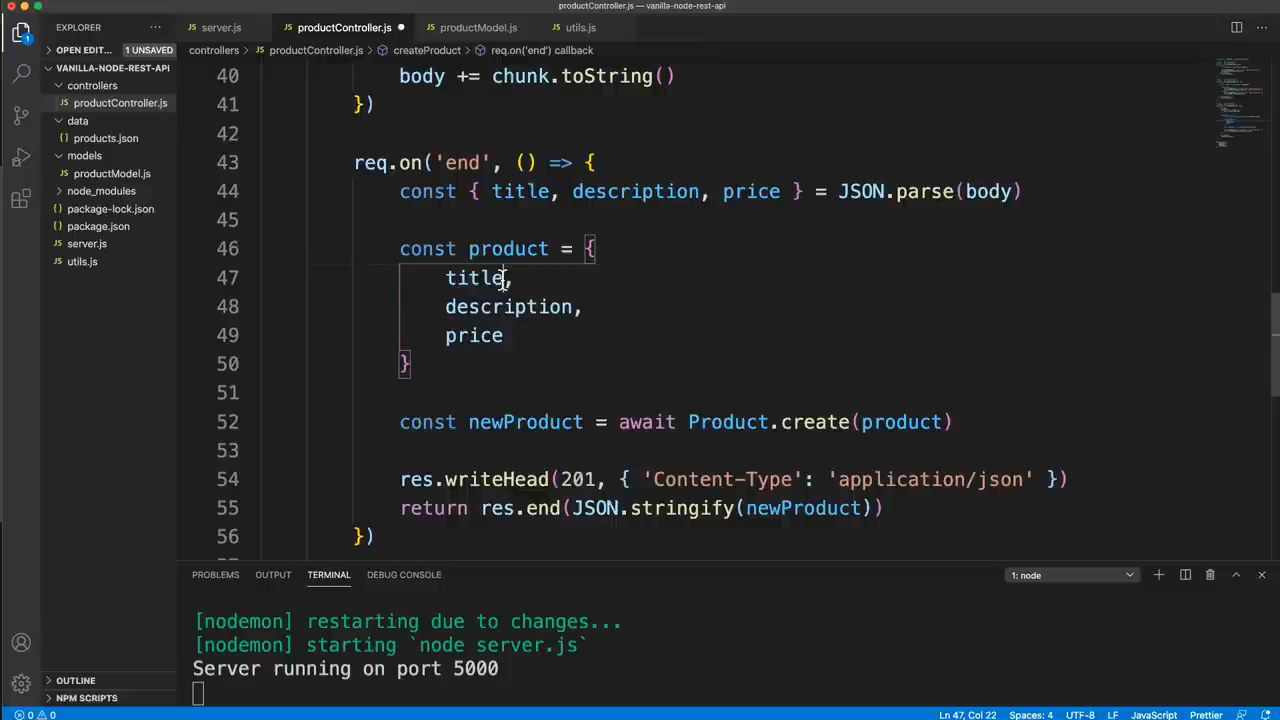 productController.js — vanilla-node-rest-api
EXPLORER
server.js
productController.js
productModel.js
utils.js
OPEN EDIT... 1 UNSAVED
controllers > productController.js > createProduct > req.on('end') callback
VANILLA-NODE-REST-API
controllers
productController.js
data
products.json
models
productModel.js
node_modules
package-lock.json
package.json
server.js
utils.js
40 body += chunk.toString()
41 })
42
43 req.on('end', () => {
44 const { title, description, price } = JSON.parse(body)
45
46 const product = {
47 title,
48 description,
49 price
50 }
51
52 const newProduct = await Product.create(product)
53
54 res.writeHead(201, { 'Content-Type': 'application/json' })
55 return res.end(JSON.stringify(newProduct))
56 })
PROBLEMS OUTPUT TERMINAL DEBUG CONSOLE 1: node
[nodemon] restarting due to changes...
[nodemon] starting `node server.js`
Server running on port 5000
OUTLINE
NPM SCRIPTS
0 0 Ln 47, Col 22 Spaces: 4 UTF-8 LF JavaScript Prettier